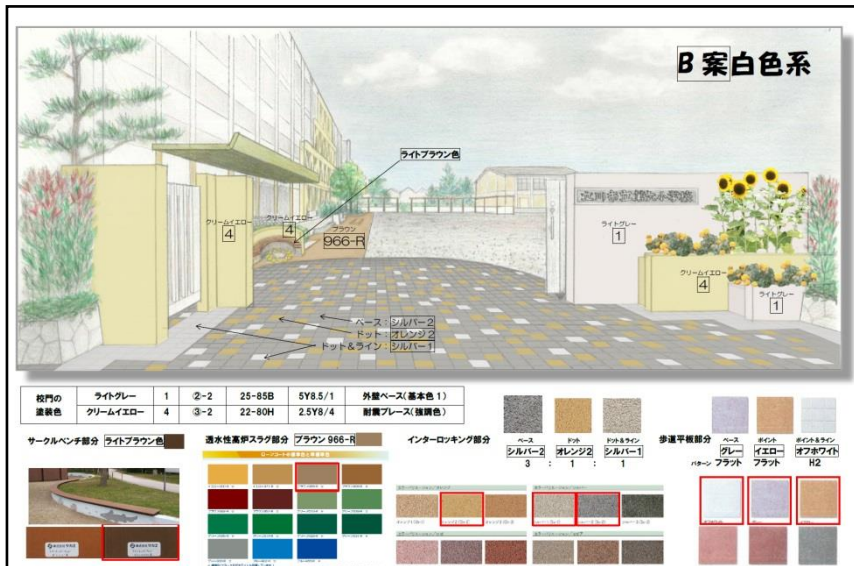 B 案白色系
ライトブラウン色
クリームイエロー
4
クリームイエロー
4
ブラウン
966-R
ライトグレー
1
クリームイエロー
4
ライトグレー
1
ベース：シルバー2
ドット：オレンジ2
ドット&ライン：シルバー1
校門の塗装色
ライトグレー 1 ②-2 25-85B 5Y8.5/1 外壁ベース(基本色1)
クリームイエロー 4 ③-2 22-80H 2.5Y8/4 耐震ブレース(強調色)
サークルベンチ部分 ライトブラウン色
透水性高炉スラグ部分 ブラウン 966-R
インターロッキング部分
ベース ドット ドット&ライン
シルバー2 オレンジ2 シルバー1
3 : 1 : 1
歩道平板部分
ベース ポイント ポイント&ライン
グレー イエロー オフホワイト
パターン フラット フラット H2